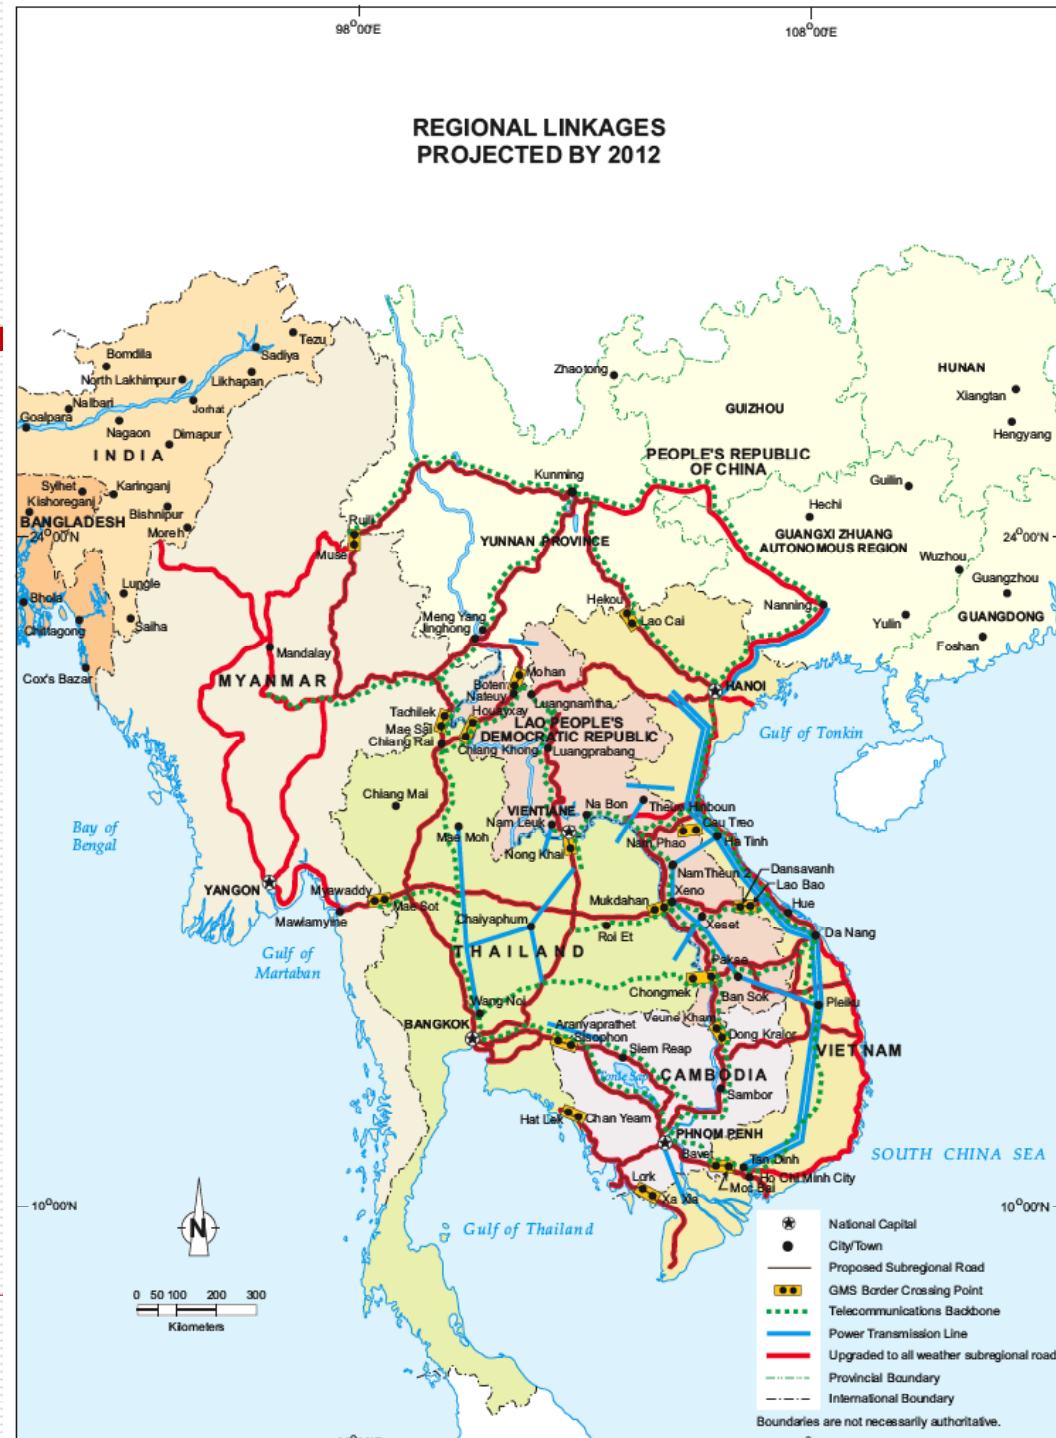 98°00'E
108°00'E
REGIONAL LINKAGES
PROJECTED BY 2012
Tezu
Sadiya
Bomdila
North Lakhimpur
Likhapan
Nalbari
Jorhat
Goalpara
Nagaon
Dimapur
INDIA
Zhaotong
HUNAN
Xiangtan
GUIZHOU
Hengyang
PEOPLE'S REPUBLIC
OF CHINA
Kunming
Guilin
Sylhet
Karinganj
Kishoreganj
Bishnipur
BANGLADESH
Moreh
24°00'N
Ruili
Muse
YUNNAN PROVINCE
Hechi
GUANGXI ZHUANG
AUTONOMOUS REGION
24°00'N
Wuzhou
Guangzhou
Lungle
Bhola
Saiha
Chittagong
Hekou
Lao Cai
Nanning
Yulin
GUANGDONG
Foshan
Meng Yang
Jinghong
Mandalay
Cox's Bazar
MYANMAR
Mohan
Boten
Nateuy
Luangnamtha
HANOI
Tachilek
Houayxay
Mae Sai
Chiang Rai
LAO PEOPLE'S
DEMOCRATIC REPUBLIC
Chiang Khong
Luangprabang
Gulf of Tonkin
Chiang Mai
Bay of
Bengal
VIENTIANE
Na Bon
Theun Hinboun
Nam Leuk
Cau Treo
Mae Moh
Nam Phao
Ha Tinh
Nong Khai
Nam Theun 2
Dansavanh
Lao Bao
YANGON
Myawaddy
Mae Sot
Mukdahan
Xeno
Hue
Mawlamyine
Chaiyaphum
Roi Et
Xeset
Da Nang
Gulf of
Martaban
THAILAND
Pakse
Chongmek
Ban Sok
Wang Noi
Pleiku
BANGKOK
Aranyaprathet
Veune Kham
Sisophon
Dong Kralor
Siem Reap
VIET NAM
Tonle Sap
CAMBODIA
Sambor
Hat Lek
Chan Yeam
PHNOM PENH
Bavet
Tan Dinh
SOUTH CHINA SEA
Ho Chi Minh City
Moc Bai
Lork
Xa Xia
10°00'N
10°00'N
N
Gulf of Thailand
National Capital
City/Town
Proposed Subregional Road
GMS Border Crossing Point
Telecommunications Backbone
Power Transmission Line
Upgraded to all weather subregional road
Provincial Boundary
International Boundary
0 50 100 200 300
Kilometers
Boundaries are not necessarily authoritative.